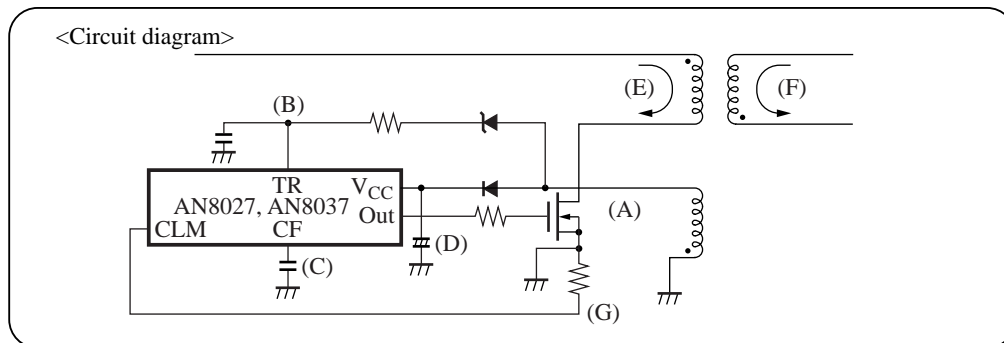 <Circuit diagram>
(E)
(F)
(B)
TR
VCC
AN8027, AN8037
Out
(A)
CLM
CF
(D)
(C)
(G)